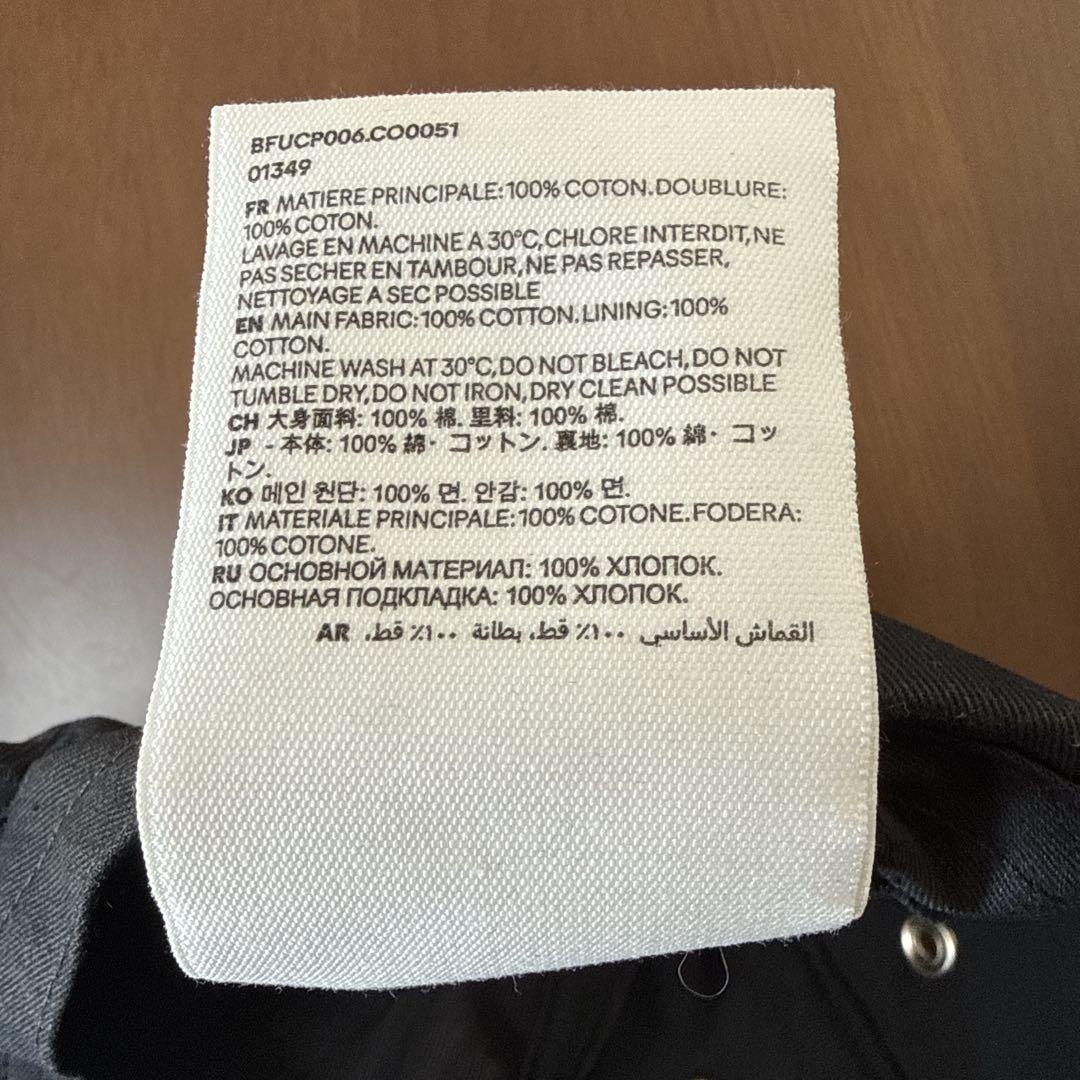 BFUCP006.CO0051
01349
FR MATIERE PRINCIPALE:100% COTON.DOUBLURE:
100% COTON.
LAVAGE EN MACHINE A 30°C,CHLORE INTERDIT,NE
PAS SECHER EN TAMBOUR,NE PAS REPASSER,
NETTOYAGE A SEC POSSIBLE
EN MAIN FABRIC:100% COTTON.LINING:100%
COTTON.
MACHINE WASH AT 30°C,DO NOT BLEACH,DO NOT
TUMBLE DRY,DO NOT IRON,DRY CLEAN POSSIBLE
CH 大身面料: 100% 棉. 里料: 100% 棉.
JP - 本体: 100% 綿・ コットン. 裏地: 100% 綿・ コッ
トン.
KO 메인 원단: 100% 면. 안감: 100% 면.
IT MATERIALE PRINCIPALE:100% COTONE.FODERA:
100% COTONE.
RU ОСНОВНОЙ МАТЕРИАЛ: 100% ХЛОПОК.
ОСНОВНАЯ ПОДКЛАДКА: 100% ХЛОПОК.
القماش الأساسي ١٠٠٪ قط، بطانة ١٠٠٪ قط، AR